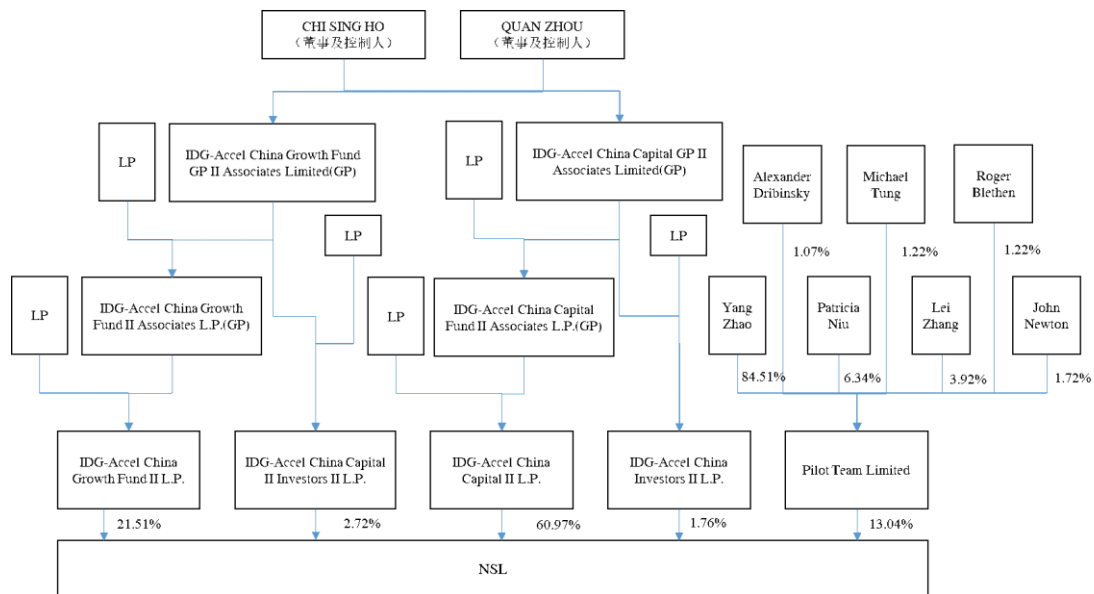 CHI SING HO
（董事及控制人）
QUAN ZHOU
（董事及控制人）
LP
IDG-Accel China Growth Fund
GP II Associates Limited(GP)
LP
IDG-Accel China Capital GP II
Associates Limited(GP)
Alexander
Dribinsky
Michael
Tung
Roger
Blethen
LP
LP
1.07%
1.22%
1.22%
LP
IDG-Accel China Growth
Fund II Associates L.P.(GP)
LP
IDG-Accel China Capital
Fund II Associates L.P.(GP)
Yang
Zhao
Patricia
Niu
Lei
Zhang
John
Newton
84.51%
6.34%
3.92%
1.72%
IDG-Accel China
Growth Fund II L.P.
IDG-Accel China Capital
II Investors II L.P.
IDG-Accel China
Capital II L.P.
IDG-Accel China
Investors II L.P.
Pilot Team Limited
21.51%
2.72%
60.97%
1.76%
13.04%
NSL